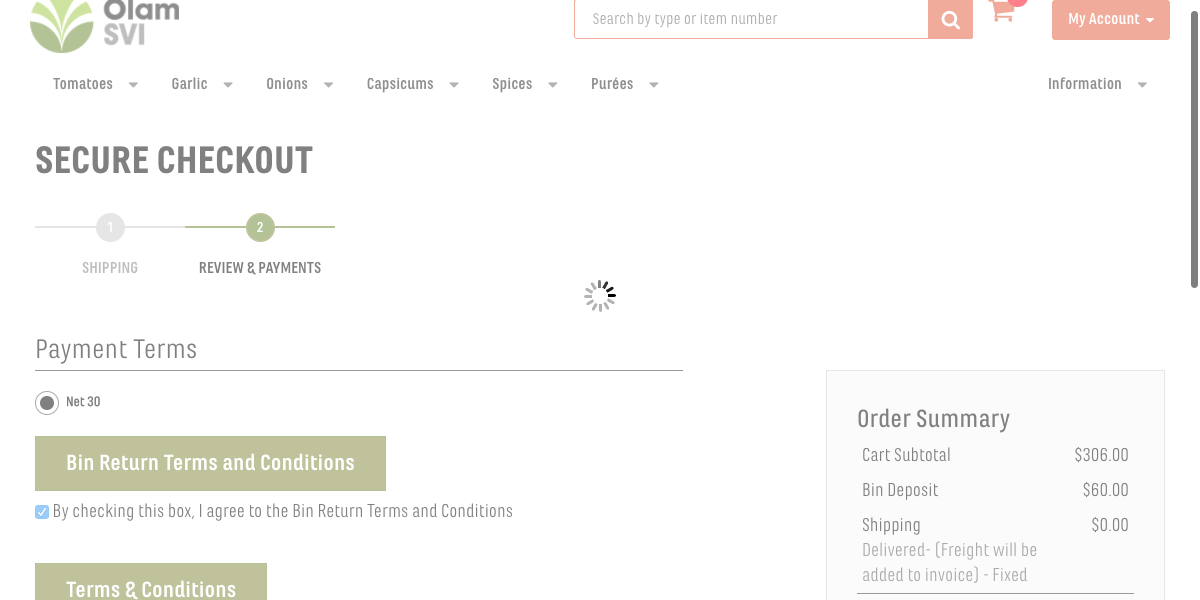 Olam
SVI
Search by type or item number
My Account
Tomatoes Garlic Onions Capsicums Spices Purées Information
SECURE CHECKOUT
1 2
SHIPPING REVIEW & PAYMENTS
Payment Terms
Net 30
Bin Return Terms and Conditions
By checking this box, I agree to the Bin Return Terms and Conditions
Terms & Conditions
Order Summary
Cart Subtotal $306.00
Bin Deposit $60.00
Shipping $0.00
Delivered- (Freight will be
added to invoice) - Fixed